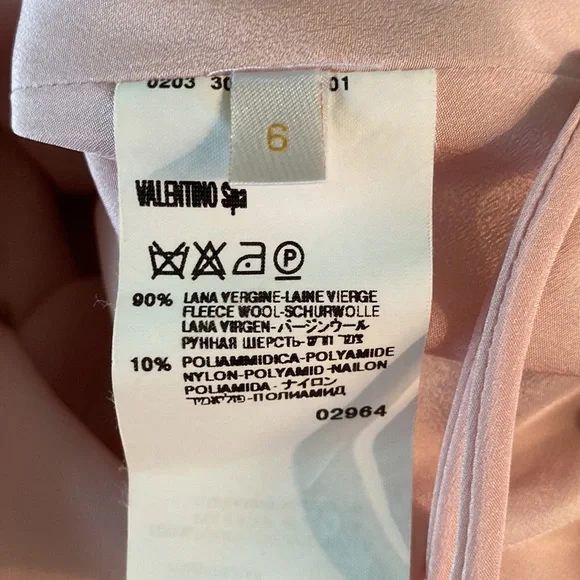 0203 30 01
6
VALENTINO Spa
P
90% LANA VERGINE-LAINE VIERGE
FLEECE WOOL-SCHURWOLLE
LANA VIRGEN-バージンウール
РУННАЯ ШЕРСТЬ-
10% POLIAMMIDICA-POLYAMIDE
NYLON-POLYAMID-NAILON
POLIAMIDA-ナイロン
-ПОЛИАМИД
02964